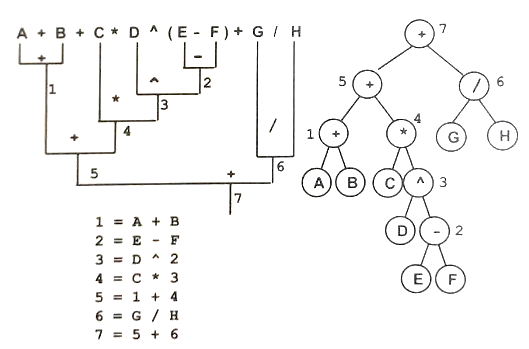 A + B + C * D ^ (E - F) + G / H
+
-
1
2
^
3
*
4
+
/
5
6
+
7
1 = A + B
2 = E - F
3 = D ^ 2
4 = C * 3
5 = 1 + 4
6 = G / H
7 = 5 + 6
+ 7
5 + / 6
1 + * 4 G H
A B C ^ 3
D - 2
E F